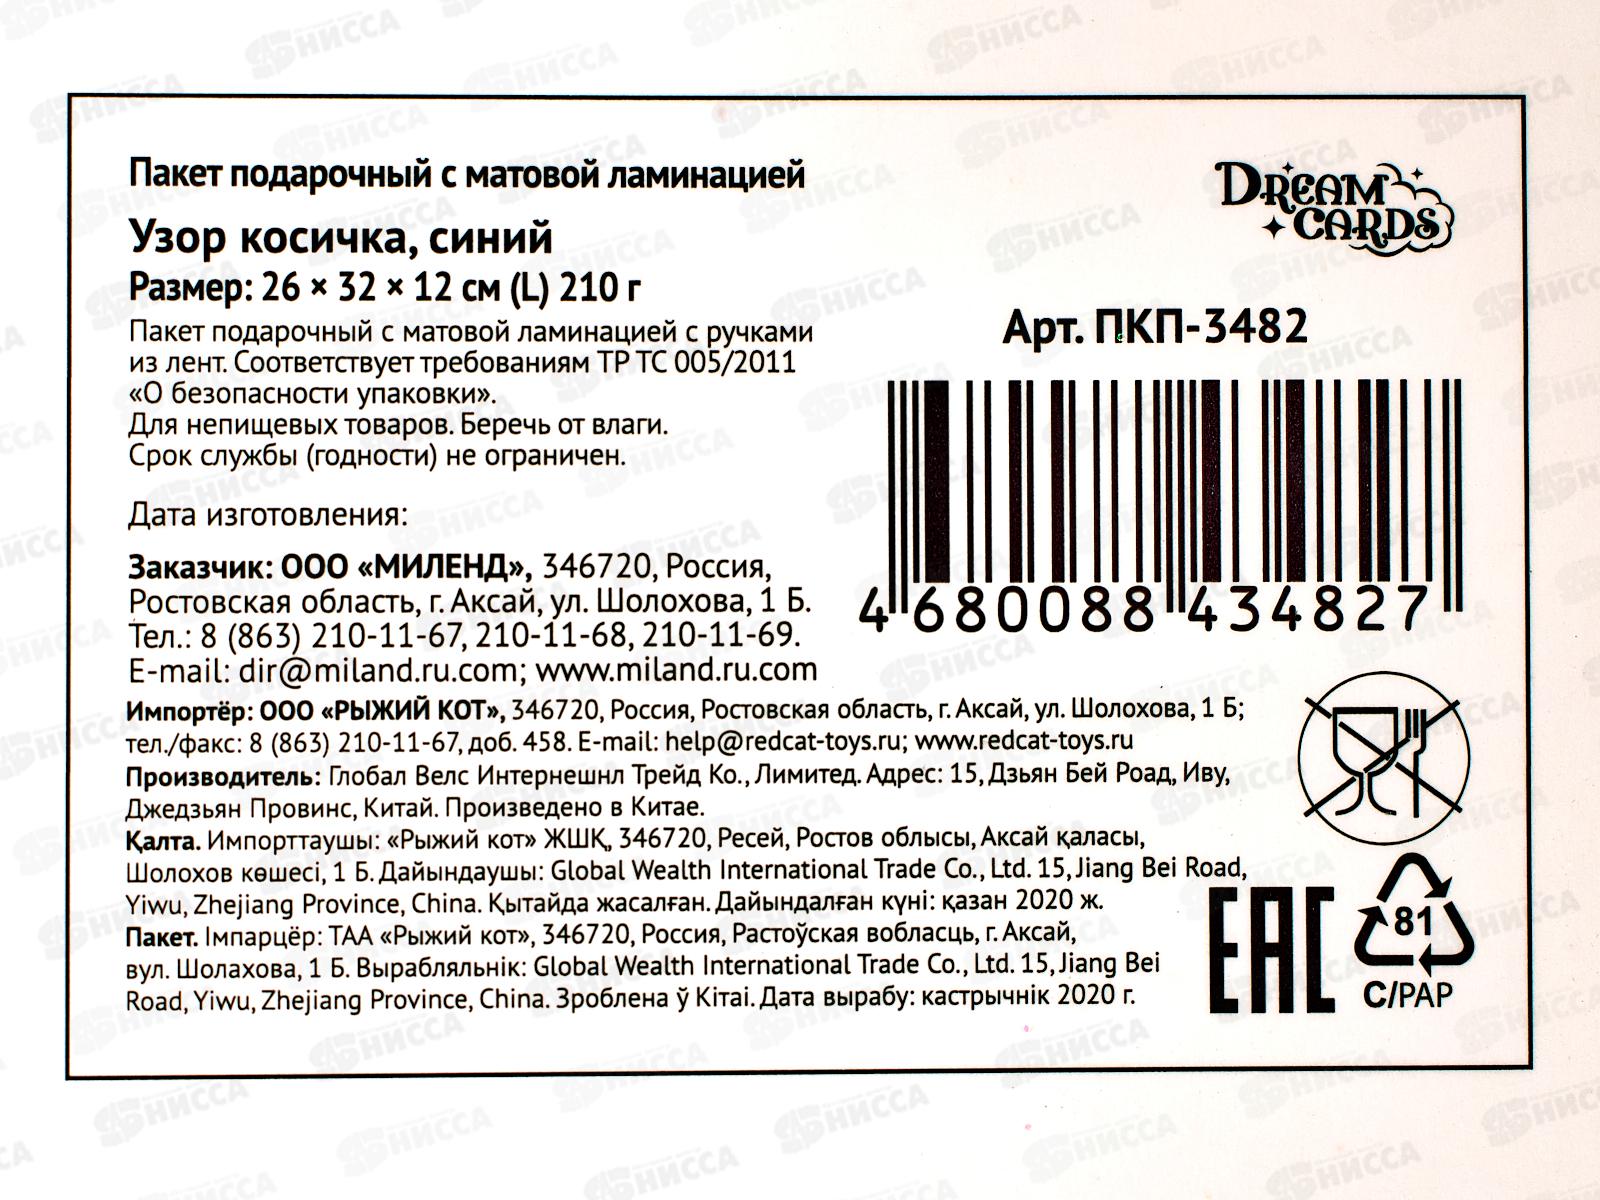 Пакет подарочный с матовой ламинацией
Узор косичка, синий
Размер: 26 × 32 × 12 см (L) 210 г
Пакет подарочный с матовой ламинацией с ручками
из лент. Соответствует требованиям ТР ТС 005/2011
«О безопасности упаковки».
Для непищевых товаров. Беречь от влаги.
Срок службы (годности) не ограничен.
Дата изготовления:
Заказчик: ООО «МИЛЕНД», 346720, Россия,
Ростовская область, г. Аксай, ул. Шолохова, 1 Б.
Тел.: 8 (863) 210-11-67, 210-11-68, 210-11-69.
E-mail: dir@miland.ru.com; www.miland.ru.com
Импортёр: ООО «РЫЖИЙ КОТ», 346720, Россия, Ростовская область, г. Аксай, ул. Шолохова, 1 Б;
тел./факс: 8 (863) 210-11-67, доб. 458. E-mail: help@redcat-toys.ru; www.redcat-toys.ru
Производитель: Глобал Велс Интернешнл Трейд Ко., Лимитед. Адрес: 15, Дзьян Бей Роад, Иву,
Джедзьян Провинс, Китай. Произведено в Китае.
Қалта. Импорттаушы: «Рыжий кот» ЖШҚ, 346720, Ресей, Ростов облысы, Аксай қаласы,
Шолохов көшесі, 1 Б. Дайындаушы: Global Wealth International Trade Co., Ltd. 15, Jiang Bei Road,
Yiwu, Zhejiang Province, China. Қытайда жасалған. Дайындалған күні: қазан 2020 ж.
Пакет. Імпарцёр: ТАА «Рыжий кот», 346720, Россия, Растоўская вобласць, г. Аксай,
вул. Шолахова, 1 Б. Вырабляльнік: Global Wealth International Trade Co., Ltd. 15, Jiang Bei
Road, Yiwu, Zhejiang Province, China. Зроблена ў Кітаі. Дата вырабу: кастрычнік 2020 г.
DREAM
CARDS
Арт. ПКП-3482
4 680088 434827
ЕАС
81
C/PAP
АБНИССА